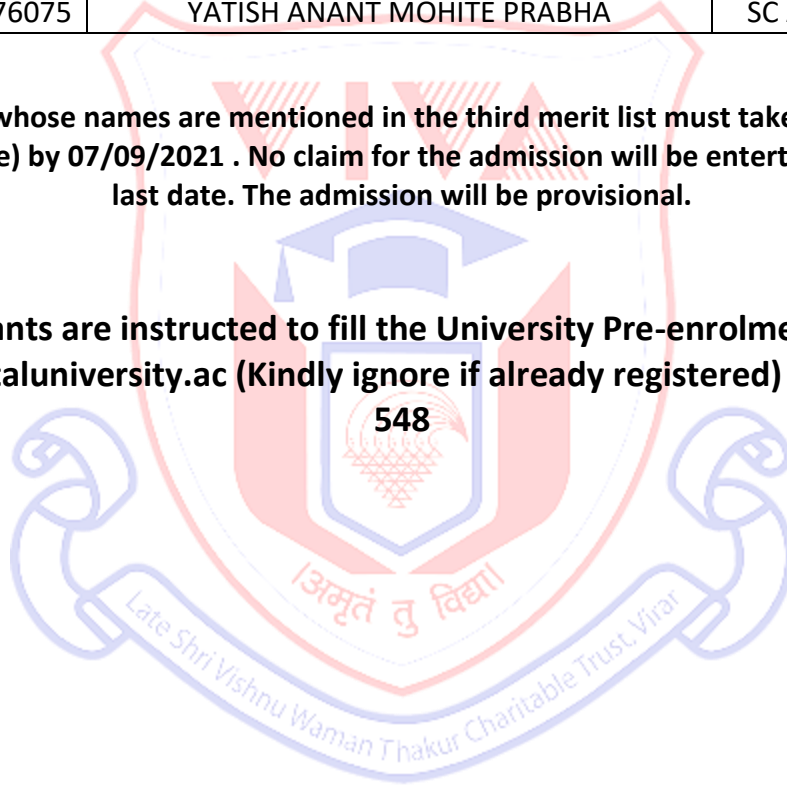 76075 YATISH ANANT MOHITE PRABHA SC
VIVA
whose names are mentioned in the third merit list must take
e) by 07/09/2021 . No claim for the admission will be entert
last date. The admission will be provisional.
ants are instructed to fill the University Pre-enrolme
taluniversity.ac (Kindly ignore if already registered)
548
।अमृतं तु विद्या।
Late Shri Vishnu Waman Thakur Charitable Trust, Virar